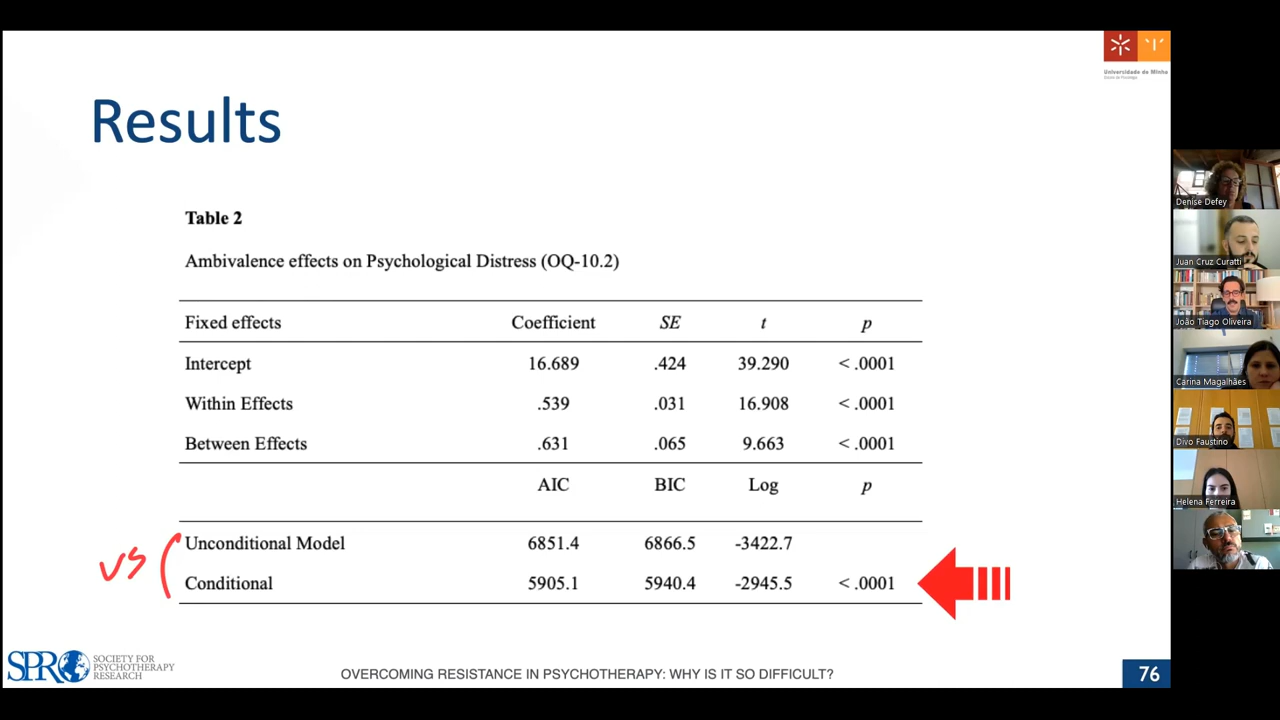 Universidade do Minho
Results
Table 2
Ambivalence effects on Psychological Distress (OQ-10.2)
Fixed effects Coefficient SE t p
Intercept 16.689 .424 39.290 < .0001
Within Effects .539 .031 16.908 < .0001
Between Effects .631 .065 9.663 < .0001
AIC BIC Log p
Unconditional Model 6851.4 6866.5 -3422.7
vs
Conditional 5905.1 5940.4 -2945.5 < .0001
SPR SOCIETY FOR
PSYCHOTHERAPY
RESEARCH
OVERCOMING RESISTANCE IN PSYCHOTHERAPY: WHY IS IT SO DIFFICULT?
76
Denise Defey
Juan Cruz Curatti
João Tiago Oliveira
Carina Magalhães
Divo Faustino
Helena Ferreira